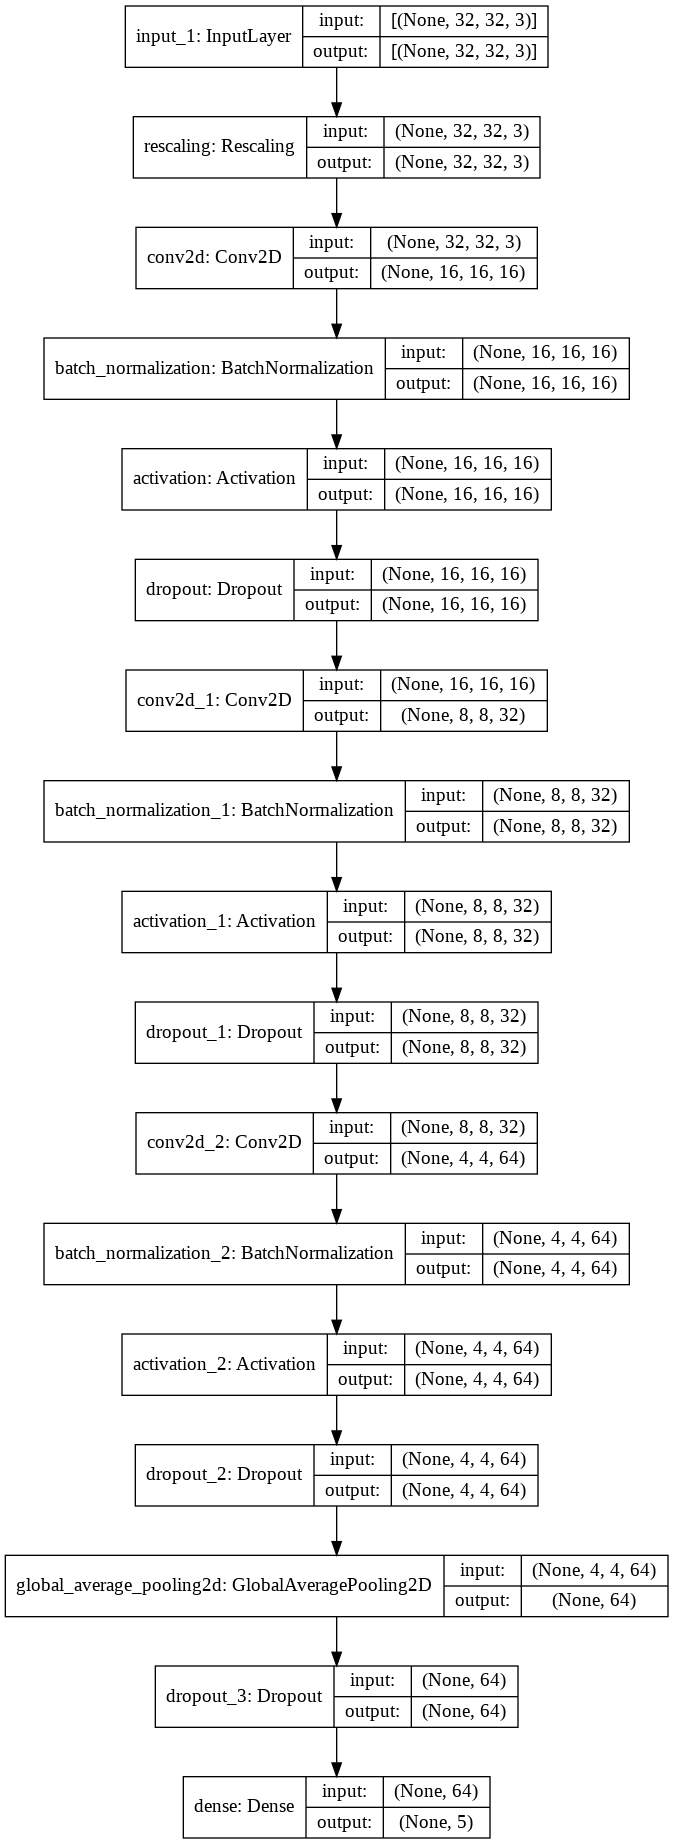 input_1: InputLayer
input:
[(None, 32, 32, 3)]
output:
[(None, 32, 32, 3)]
rescaling: Rescaling
input:
(None, 32, 32, 3)
output:
(None, 32, 32, 3)
conv2d: Conv2D
input:
(None, 32, 32, 3)
output:
(None, 16, 16, 16)
batch_normalization: BatchNormalization
input:
(None, 16, 16, 16)
output:
(None, 16, 16, 16)
activation: Activation
input:
(None, 16, 16, 16)
output:
(None, 16, 16, 16)
dropout: Dropout
input:
(None, 16, 16, 16)
output:
(None, 16, 16, 16)
conv2d_1: Conv2D
input:
(None, 16, 16, 16)
output:
(None, 8, 8, 32)
batch_normalization_1: BatchNormalization
input:
(None, 8, 8, 32)
output:
(None, 8, 8, 32)
activation_1: Activation
input:
(None, 8, 8, 32)
output:
(None, 8, 8, 32)
dropout_1: Dropout
input:
(None, 8, 8, 32)
output:
(None, 8, 8, 32)
conv2d_2: Conv2D
input:
(None, 8, 8, 32)
output:
(None, 4, 4, 64)
batch_normalization_2: BatchNormalization
input:
(None, 4, 4, 64)
output:
(None, 4, 4, 64)
activation_2: Activation
input:
(None, 4, 4, 64)
output:
(None, 4, 4, 64)
dropout_2: Dropout
input:
(None, 4, 4, 64)
output:
(None, 4, 4, 64)
global_average_pooling2d: GlobalAveragePooling2D
input:
(None, 4, 4, 64)
output:
(None, 64)
dropout_3: Dropout
input:
(None, 64)
output:
(None, 64)
dense: Dense
input:
(None, 64)
output:
(None, 5)